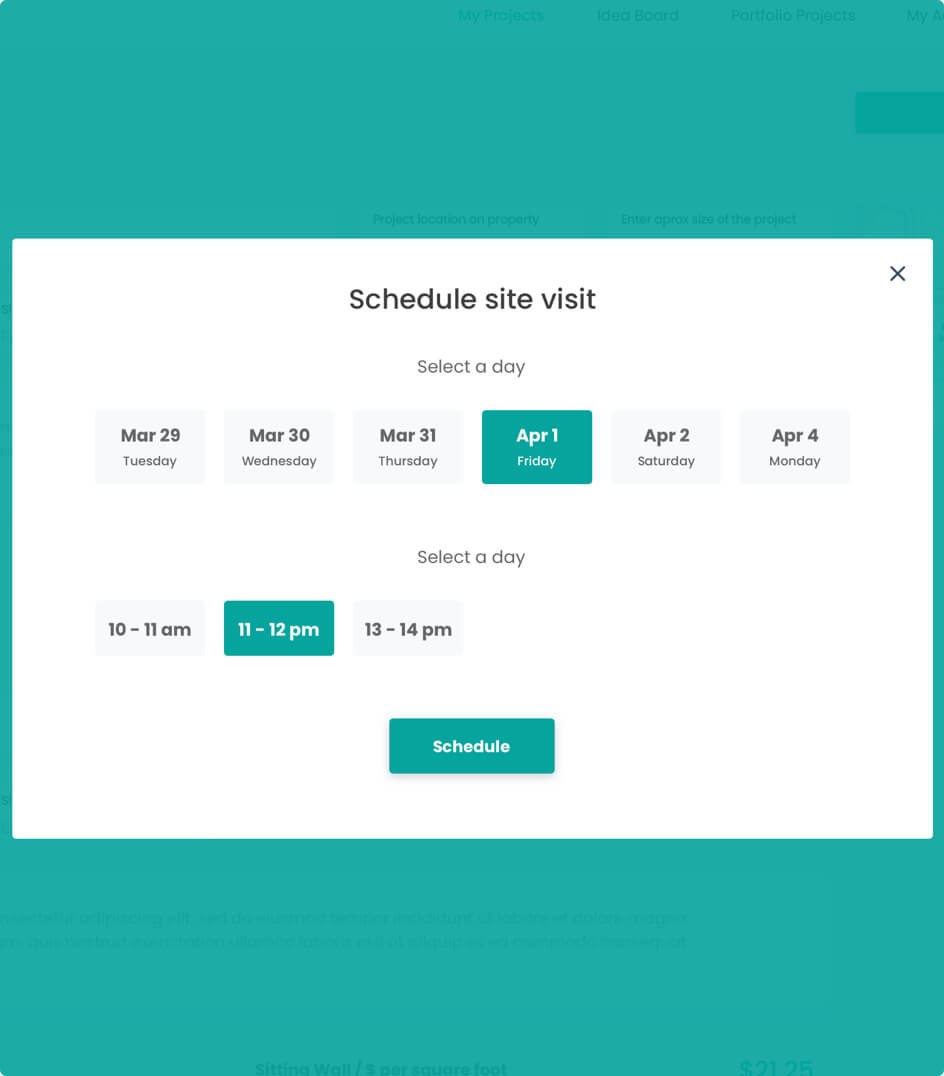 My Projects Idea Board Portfolio Projects My A
Project location on property Enter aprox size of the project
Schedule site visit
Select a day
Mar 29 Mar 30 Mar 31 Apr 1 Apr 2 Apr 4
Tuesday Wednesday Thursday Friday Saturday Monday
Select a day
10 - 11 am 11 - 12 pm 13 - 14 pm
Schedule
nsectetur adipiscing elit, sed do eiusmod tempor incididunt ut labore et dolore magna
quis nostrud exercitation ullamco laboris nisi ut aliquip ex ea commodo consequat.
Sitting Wall / $ per square foot $21.25